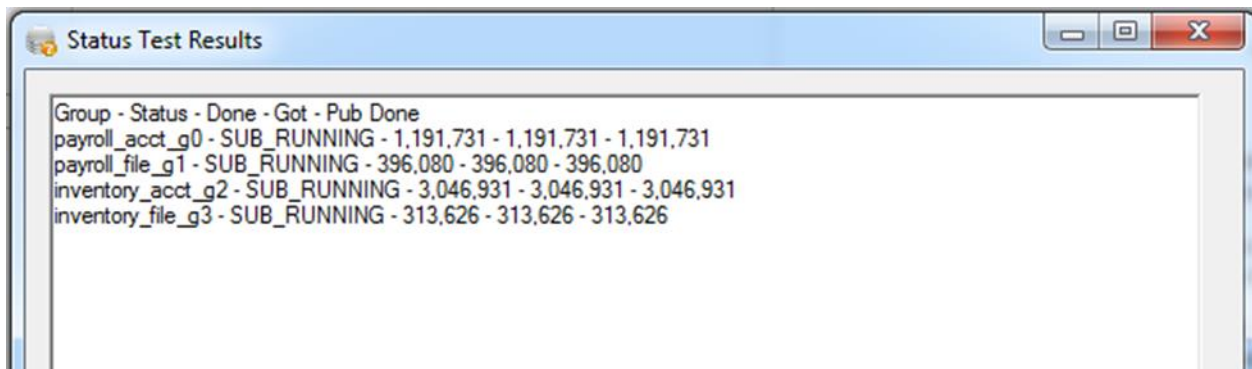 Status Test Results
Group - Status - Done - Got - Pub Done
payroll_acct_g0 - SUB_RUNNING - 1,191,731 - 1,191,731 - 1,191,731
payroll_file_g1 - SUB_RUNNING - 396,080 - 396,080 - 396,080
inventory_acct_g2 - SUB_RUNNING - 3,046,931 - 3,046,931 - 3,046,931
inventory_file_g3 - SUB_RUNNING - 313,626 - 313,626 - 313,626